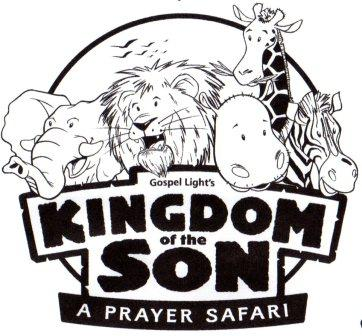 Gospel Light's
KINGDOM
of the
SON
A PRAYER SAFARI